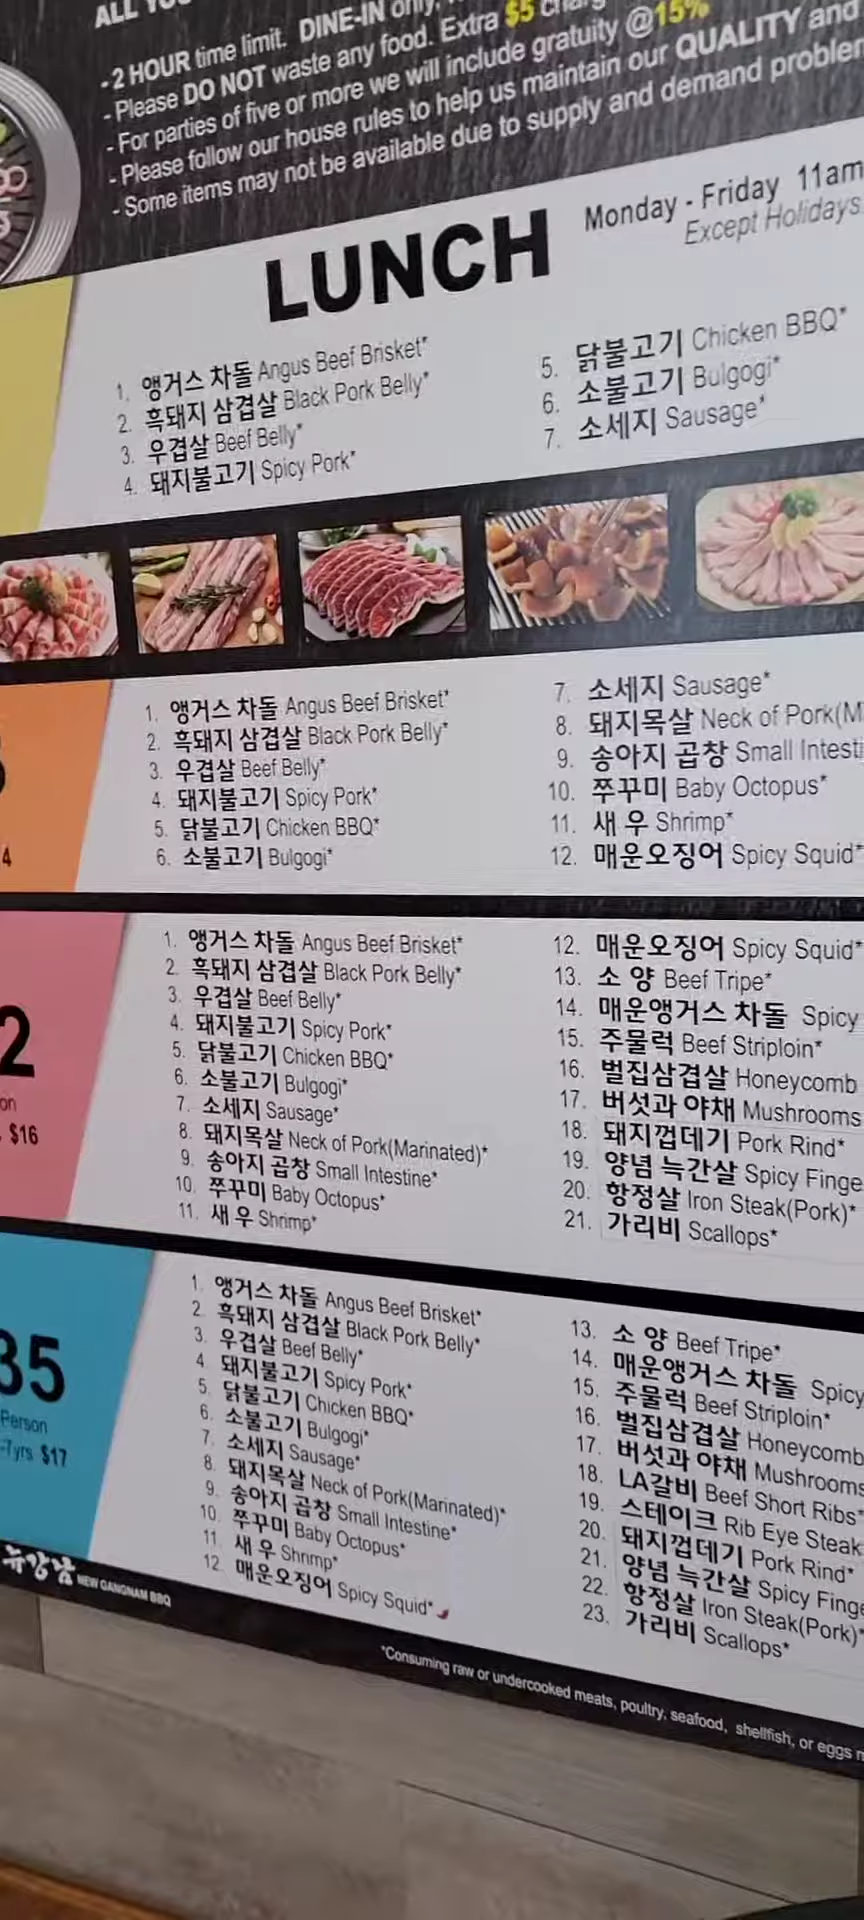 ALL YOU
- 2 HOUR time limit. DINE-IN only,
- Please DO NOT waste any food. Extra $5
- For parties of five or more we will include gratuity @15%
- Please follow our house rules to help us maintain our QUALITY and
- Some items may not be available due to supply and demand
LUNCH
Monday - Friday 11am
Except Holidays
1. 앵거스 차돌 Angus Beef Brisket*
2. 흑돼지 삼겹살 Black Pork Belly*
3. 우겹살 Beef Belly*
4. 돼지불고기 Spicy Pork*
5. 닭불고기 Chicken BBQ*
6. 소불고기 Bulgogi*
7. 소세지 Sausage*
4
1. 앵거스 차돌 Angus Beef Brisket*
2. 흑돼지 삼겹살 Black Pork Belly*
3. 우겹살 Beef Belly*
4. 돼지불고기 Spicy Pork*
5. 닭불고기 Chicken BBQ*
6. 소불고기 Bulgogi*
7. 소세지 Sausage*
8. 돼지목살 Neck of Pork(M
9. 송아지 곱창 Small Intesti
10. 쭈꾸미 Baby Octopus*
11. 새 우 Shrimp*
12. 매운오징어 Spicy Squid*
2
on
$16
1. 앵거스 차돌 Angus Beef Brisket*
2. 흑돼지 삼겹살 Black Pork Belly*
3. 우겹살 Beef Belly*
4. 돼지불고기 Spicy Pork*
5. 닭불고기 Chicken BBQ*
6. 소불고기 Bulgogi*
7. 소세지 Sausage*
8. 돼지목살 Neck of Pork(Marinated)*
9. 송아지 곱창 Small Intestine*
10. 쭈꾸미 Baby Octopus*
11. 새 우 Shrimp*
12. 매운오징어 Spicy Squid*
13. 소 양 Beef Tripe*
14. 매운앵거스 차돌 Spicy
15. 주물럭 Beef Striploin*
16. 벌집삼겹살 Honeycomb
17. 버섯과 야채 Mushrooms
18. 돼지껍데기 Pork Rind*
19. 양념 늑간살 Spicy Finge
20. 항정살 Iron Steak(Pork)*
21. 가리비 Scallops*
35
Person
-7yrs $17
1. 앵거스 차돌 Angus Beef Brisket*
2. 흑돼지 삼겹살 Black Pork Belly*
3. 우겹살 Beef Belly*
4. 돼지불고기 Spicy Pork*
5. 닭불고기 Chicken BBQ*
6. 소불고기 Bulgogi*
7. 소세지 Sausage*
8. 돼지목살 Neck of Pork(Marinated)*
9. 송아지 곱창 Small Intestine*
10. 쭈꾸미 Baby Octopus*
11. 새 우 Shrimp*
12. 매운오징어 Spicy Squid*
13. 소 양 Beef Tripe*
14. 매운앵거스 차돌 Spicy
15. 주물럭 Beef Striploin*
16. 벌집삼겹살 Honeycomb
17. 버섯과 야채 Mushrooms
18. LA갈비 Beef Short Ribs*
19. 스테이크 Rib Eye Steak
20. 돼지껍데기 Pork Rind*
21. 양념 늑간살 Spicy Finge
22. 항정살 Iron Steak(Pork)*
23. 가리비 Scallops*
뉴강남 NEW GANGNAM BBQ
*Consuming raw or undercooked meats, poultry, seafood, shellfish, or eggs